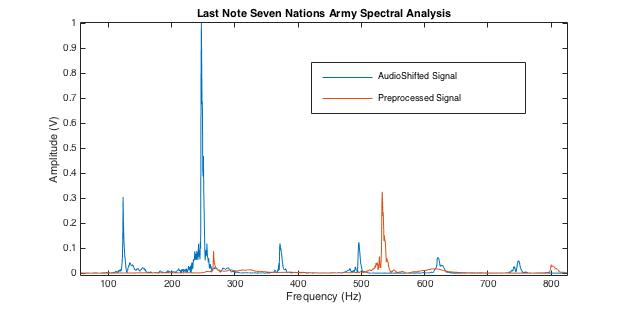 Last Note Seven Nations Army Spectral Analysis
1
0.9
0.8
0.7
0.6
0.5
0.4
0.3
0.2
0.1
0
Amplitude (V)
AudioShifted Signal
Preprocessed Signal
100 200 300 400 500 600 700 800
Frequency (Hz)